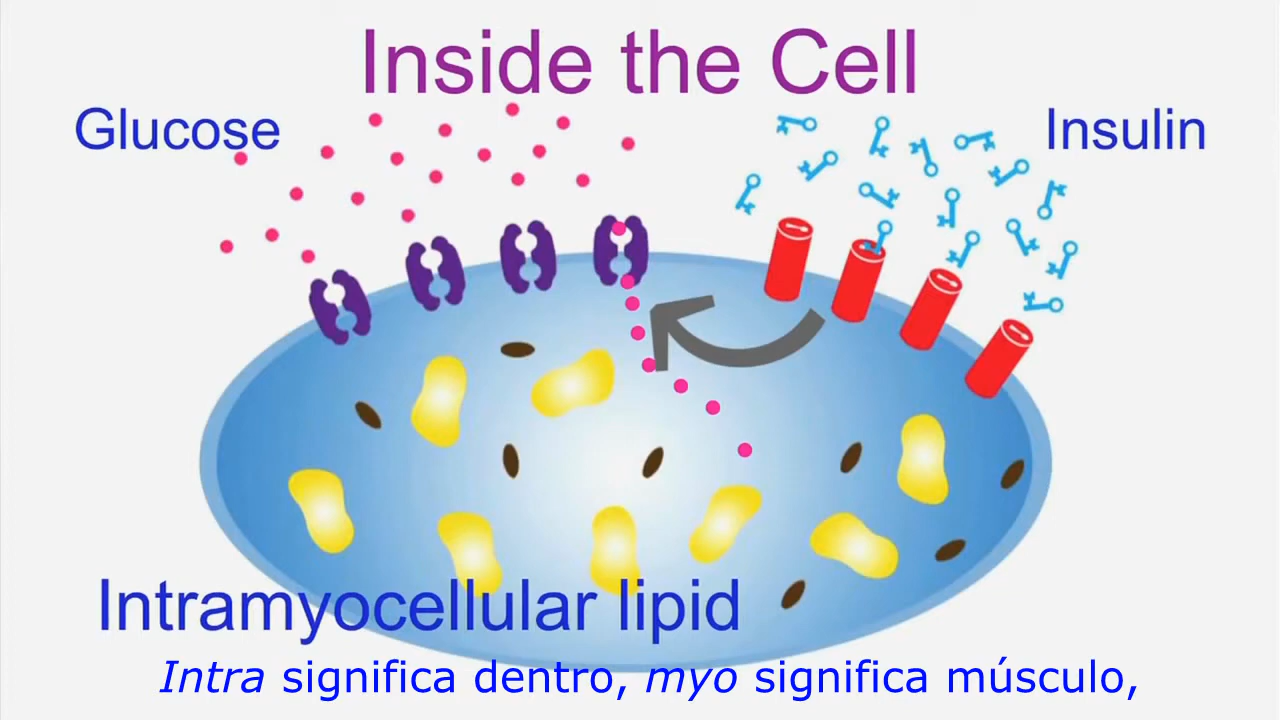 Inside the Cell
Glucose
Insulin
Intramyocellular lipid
Intra significa dentro, myo significa músculo,